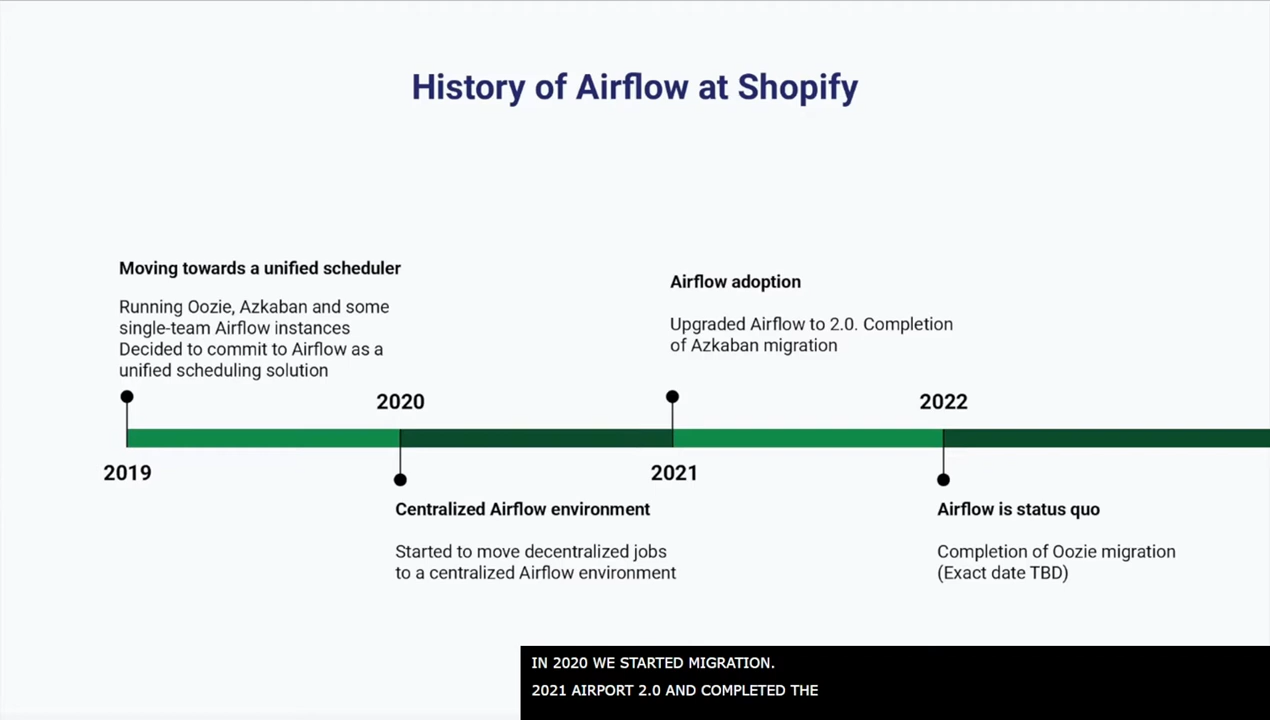 History of Airflow at Shopify
Moving towards a unified scheduler
Running Oozie, Azkaban and some
single-team Airflow instances
Decided to commit to Airflow as a
unified scheduling solution
Airflow adoption
Upgraded Airflow to 2.0. Completion
of Azkaban migration
2020
2022
2019
2021
Centralized Airflow environment
Started to move decentralized jobs
to a centralized Airflow environment
Airflow is status quo
Completion of Oozie migration
(Exact date TBD)
IN 2020 WE STARTED MIGRATION.
2021 AIRPORT 2.0 AND COMPLETED THE